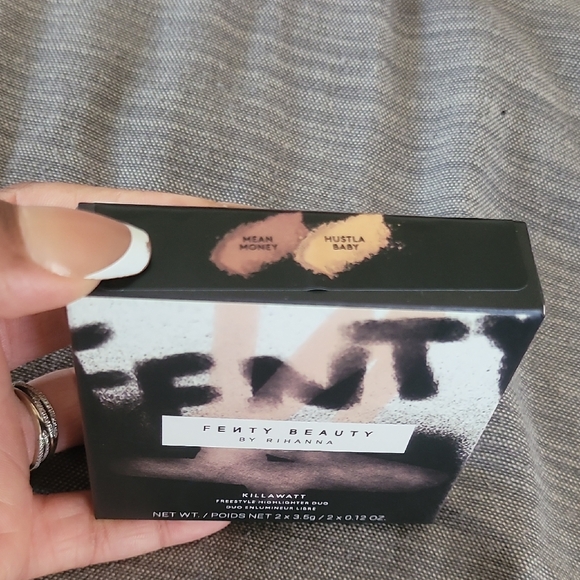 MEAN
MONEY
HUSTLA
BABY
FENTY
FEИTY BEAUTY
BY RIHANNA
KILLAWATT
FREESTYLE HIGHLIGHTER DUO
DUO ENLUMINEUR LIBRE
NET WT. / POIDS NET 2 x 3.5g / 2 x 0.12 OZ.